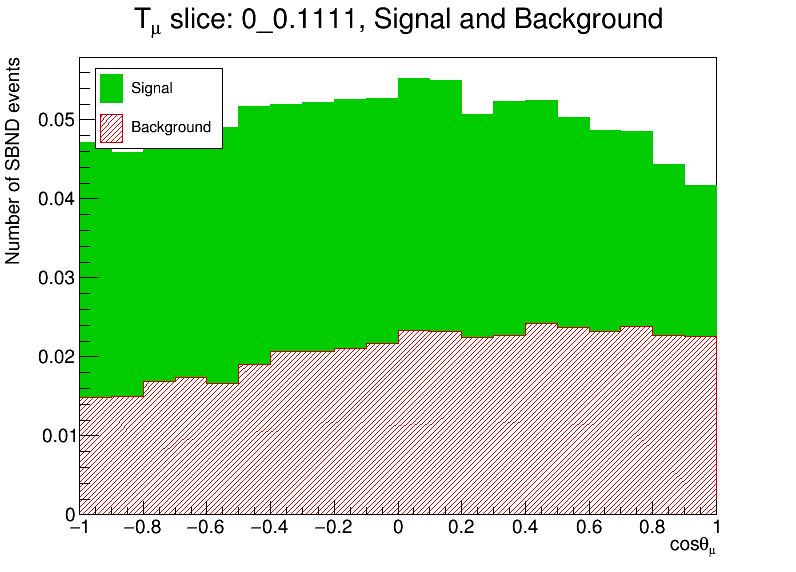 Tμ slice: 0_0.1111, Signal and Background
Number of SBND events
Signal
Background
0.05
0.04
0.03
0.02
0.01
0
−1 −0.8 −0.6 −0.4 −0.2 0 0.2 0.4 0.6 0.8 1
cosθμ